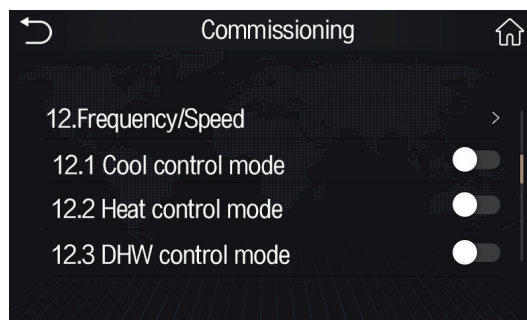 Commissioning
12.Frequency/Speed
12.1 Cool control mode
12.2 Heat control mode
12.3 DHW control mode